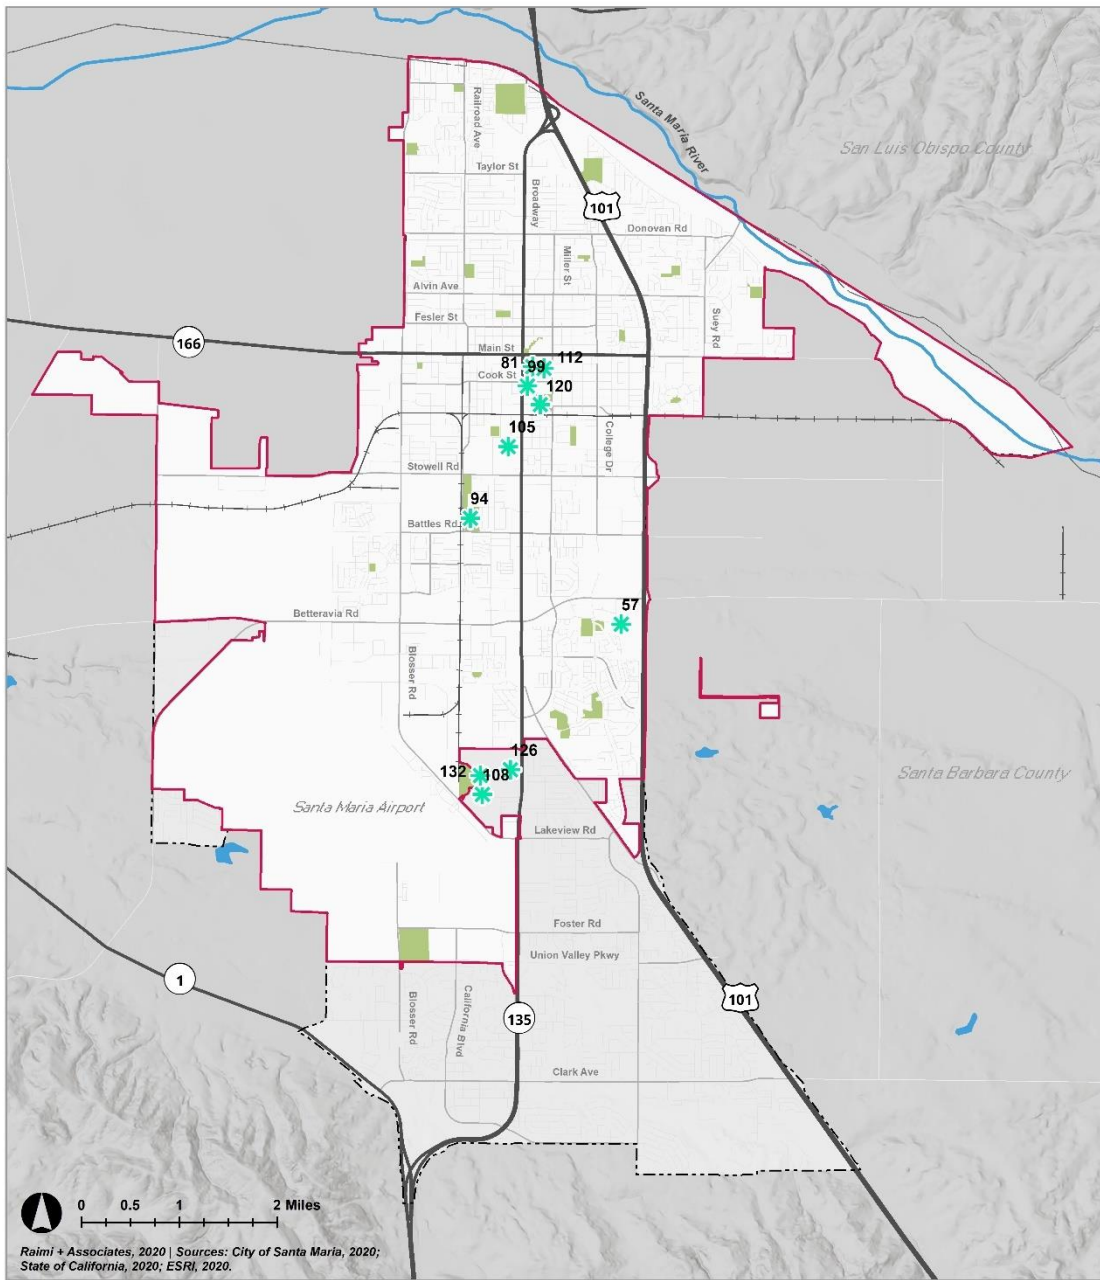 Santa Maria River
San Luis Obispo County
Railroad Ave
Taylor St
Broadway
101
Donovan Rd
Miller St
Alvin Ave
Fesler St
Suey Rd
166
Main St
81
99
112
Cook St
120
105
College Dr
Stowell Rd
94
Battles Rd
57
Betteravia Rd
Blosser Rd
126
132
108
Santa Barbara County
Santa Maria Airport
Lakeview Rd
Foster Rd
Union Valley Pkwy
1
101
Blosser Rd
California Blvd
135
Clark Ave
0 0.5 1 2 Miles
Raimi + Associates, 2020 | Sources: City of Santa Maria, 2020;
State of California, 2020; ESRI, 2020.